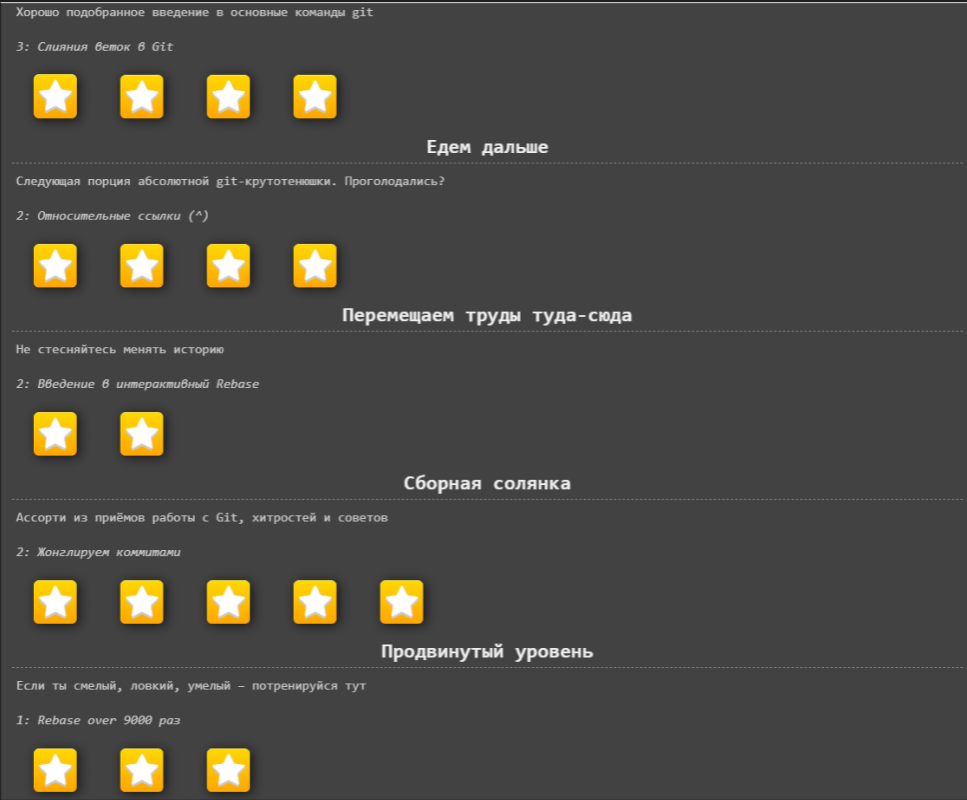 Хорошо подобранное введение в основные команды git
3: Слияния веток в Git
Едем дальше
Следующая порция абсолютной git-крутотенюшки. Проголодались?
2: Относительные ссылки (^)
Перемещаем труды туда-сюда
Не стесняйтесь менять историю
2: Введение в интерактивный Rebase
Сборная солянка
Ассорти из приёмов работы с Git, хитростей и советов
2: Жонглируем коммитами
Продвинутый уровень
Если ты смелый, ловкий, умелый – потренируйся тут
1: Rebase over 9000 раз